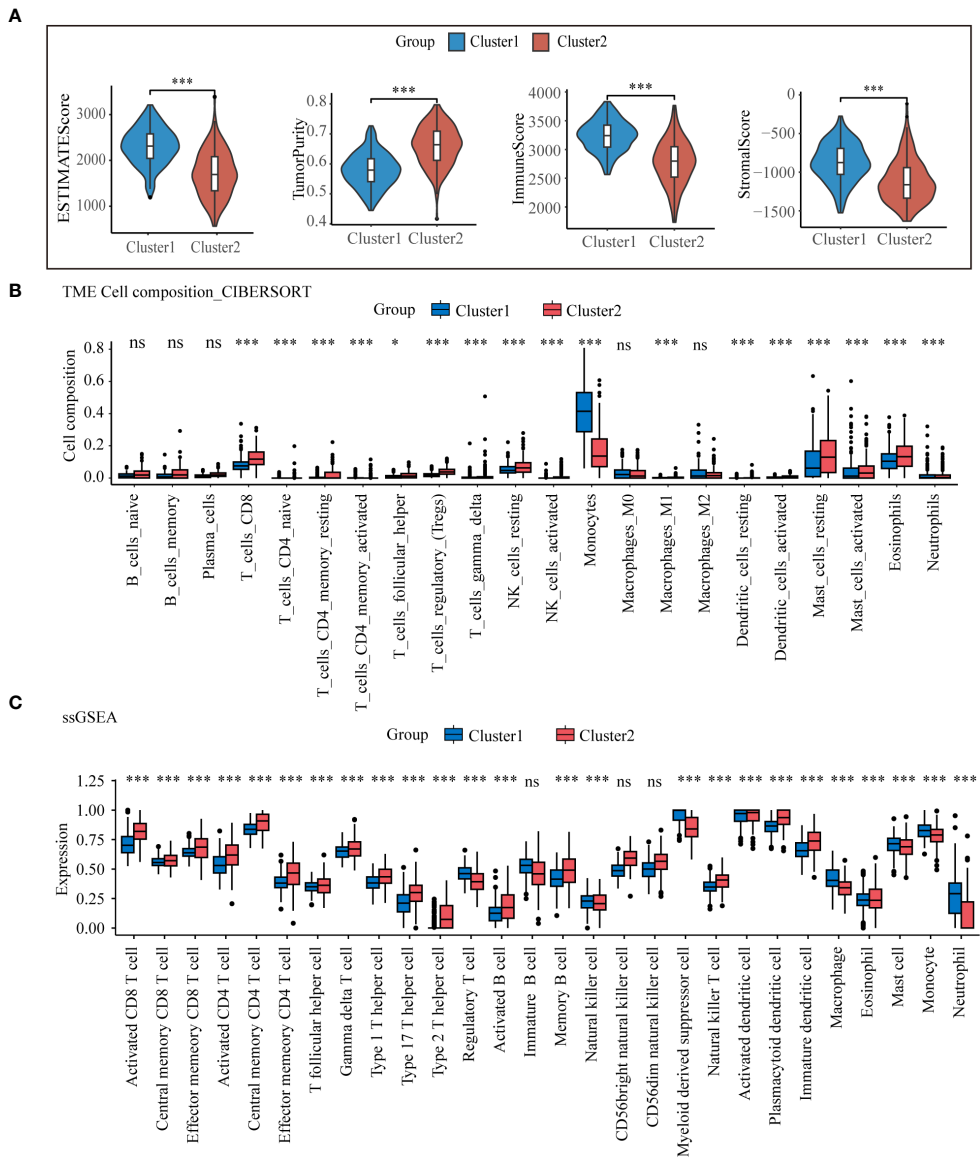 A
Group Cluster1 Cluster2
*** *** *** ***
ESTIMATEScore
3000
2000
1000
Cluster1 Cluster2
TumorPurity
0.8
0.7
0.6
0.5
0.4
Cluster1 Cluster2
ImmuneScore
4000
3500
3000
2500
2000
Cluster1 Cluster2
StromalScore
0
−500
−1000
−1500
Cluster1 Cluster2
B
TME Cell composition_CIBERSORT
Group Cluster1 Cluster2
ns ns ns *** *** *** *** * *** *** *** *** *** ns *** ns *** *** *** *** *** ***
Cell composition
0.8
0.6
0.4
0.2
0.0
B_cells_naive
B_cells_memory
Plasma_cells
T_cells_CD8
T_cells_CD4_naive
T_cells_CD4_memory_resting
T_cells_CD4_memory_activated
T_cells_follicular_helper
T_cells_regulatory_(Tregs)
T_cells_gamma_delta
NK_cells_resting
NK_cells_activated
Monocytes
Macrophages_M0
Macrophages_M1
Macrophages_M2
Dendritic_cells_resting
Dendritic_cells_activated
Mast_cells_resting
Mast_cells_activated
Eosinophils
Neutrophils
C
ssGSEA
Group Cluster1 Cluster2
*** *** *** *** *** *** *** *** *** *** *** *** *** ns *** *** ns ns *** *** *** *** *** *** *** *** *** ***
Expression
1.25
1.00
0.75
0.50
0.25
0.00
Activated CD8 T cell
Central memory CD8 T cell
Effector memeory CD8 T cell
Activated CD4 T cell
Central memory CD4 T cell
Effector memeory CD4 T cell
T follicular helper cell
Gamma delta T cell
Type 1 T helper cell
Type 17 T helper cell
Type 2 T helper cell
Regulatory T cell
Activated B cell
Immature B cell
Memory B cell
Natural killer cell
CD56bright natural killer cell
CD56dim natural killer cell
Myeloid derived suppressor cell
Natural killer T cell
Activated dendritic cell
Plasmacytoid dendritic cell
Immature dendritic cell
Macrophage
Eosinophil
Mast cell
Monocyte
Neutrophil